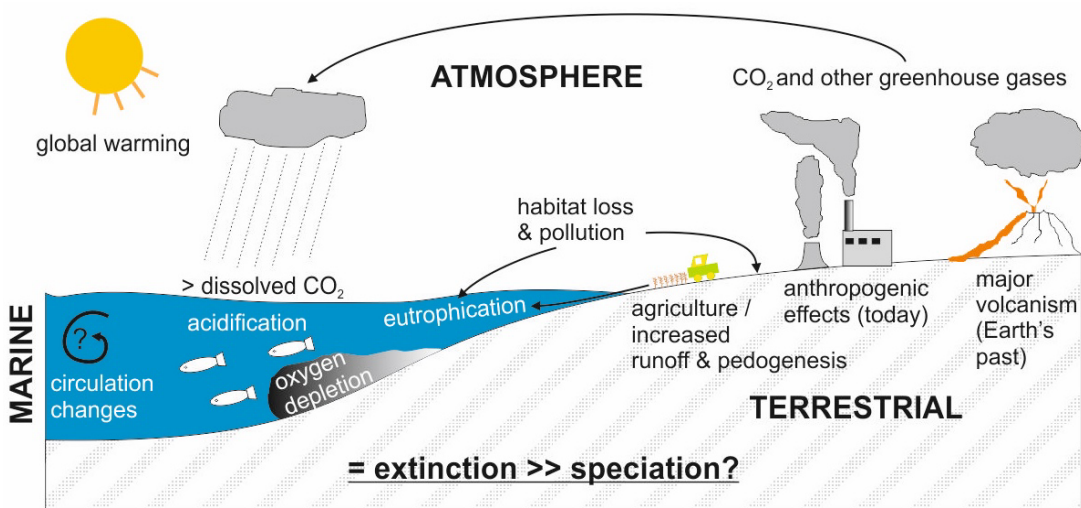 ATMOSPHERE
CO₂ and other greenhouse gases
global warming
habitat loss
& pollution
> dissolved CO₂
acidification
eutrophication
agriculture /
increased
runoff & pedogenesis
anthropogenic
effects (today)
major
volcanism
(Earth's
past)
MARINE
?
circulation
changes
oxygen
depletion
TERRESTRIAL
= extinction >> speciation?